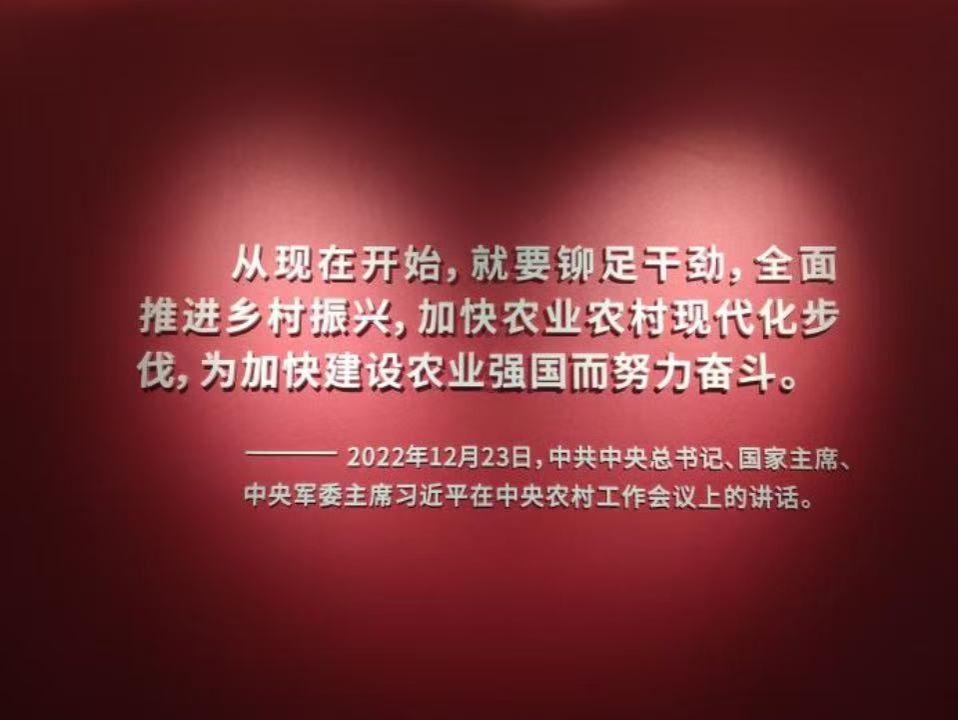 从现在开始,就要铆足干劲,全面
推进乡村振兴,加快农业农村现代化步
伐,为加快建设农业强国而努力奋斗。
——2022年12月23日,中共中央总书记、国家主席、
中央军委主席习近平在中央农村工作会议上的讲话。